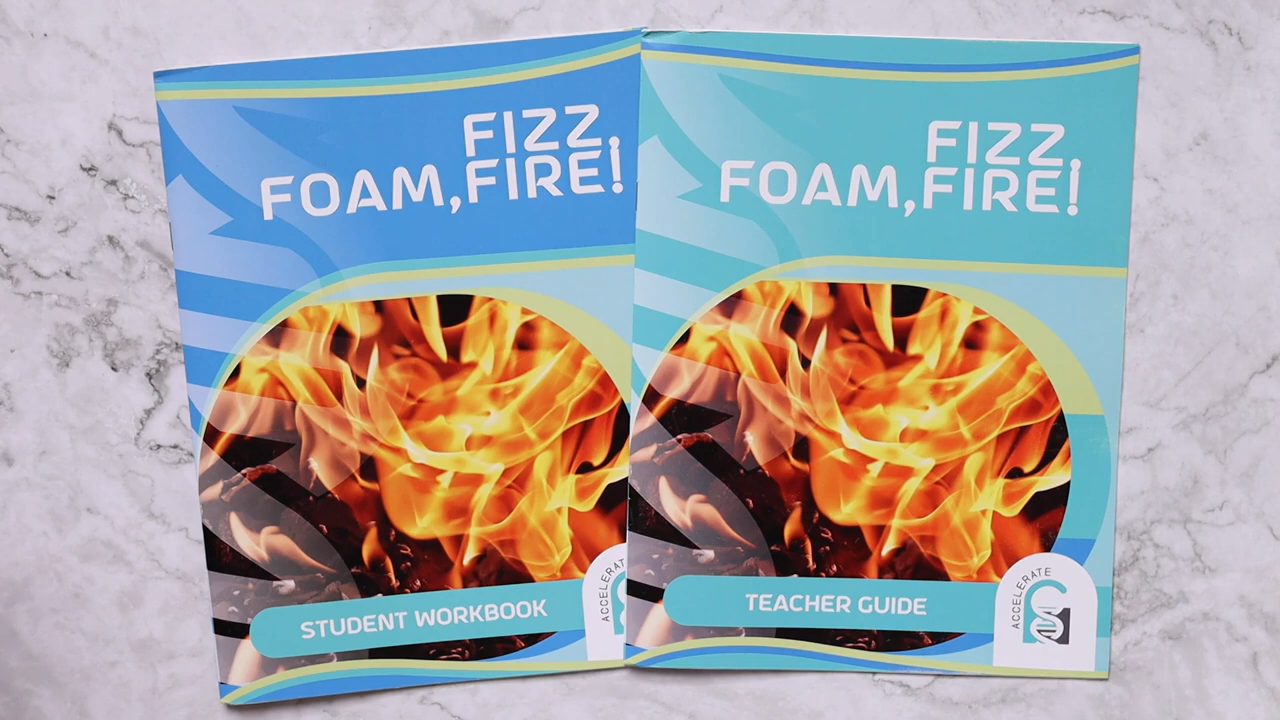 FIZZ,
FOAM, FIRE!
STUDENT WORKBOOK
ACCELERATE
FIZZ,
FOAM, FIRE!
TEACHER GUIDE
ACCELERATE